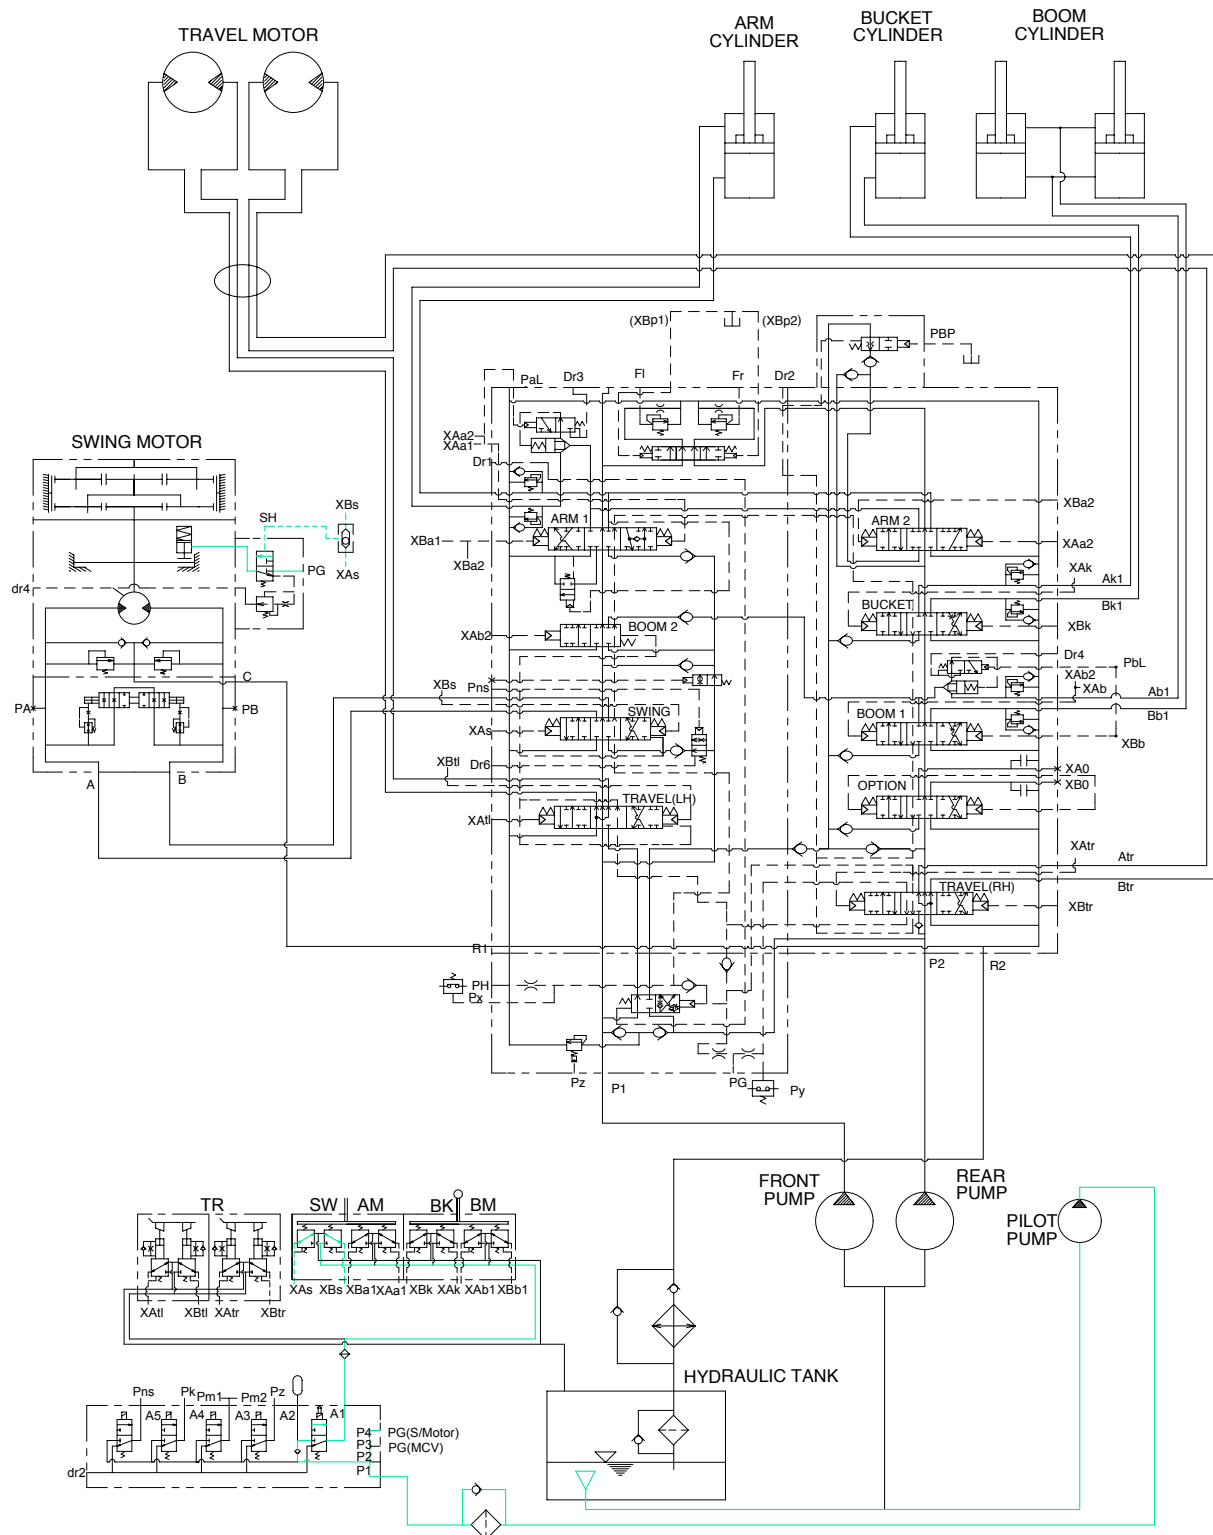 TRAVEL MOTOR
ARM
CYLINDER
BUCKET
CYLINDER
BOOM
CYLINDER
(XBp1)
(XBp2)
PBP
PaL
Dr3
Fl
Fr
Dr2
XAa2
XAa1
Dr1
SWING MOTOR
SH
XBs
PG
XAs
dr4
C
PA
PB
A
B
ARM 1
XBa1
XBa2
BOOM 2
XAb2
XBs
Pns
SWING
XAs
XBtl
Dr6
TRAVEL(LH)
XAtl
ARM 2
XBa2
XAa2
XAk
Ak1
Bk1
BUCKET
XBk
Dr4
PbL
XAb2
XAb
Ab1
Bb1
BOOM 1
XBb
XA0
XB0
OPTION
XAtr
Atr
Btr
TRAVEL(RH)
XBtr
R1
P2
R2
PH
Px
Pz
P1
PG
Py
FRONT
PUMP
REAR
PUMP
PILOT
PUMP
TR
SW
AM
BK
BM
XAs
XBs
XBa1
XAa1
XBk
XAk
XAb1
XBb1
XAtl
XBtl
XAtr
XBtr
HYDRAULIC TANK
Pns
Pk
Pm1
Pm2
Pz
A5
A4
A3
A2
A1
P4
PG(S/Motor)
P3
PG(MCV)
P2
P1
dr2